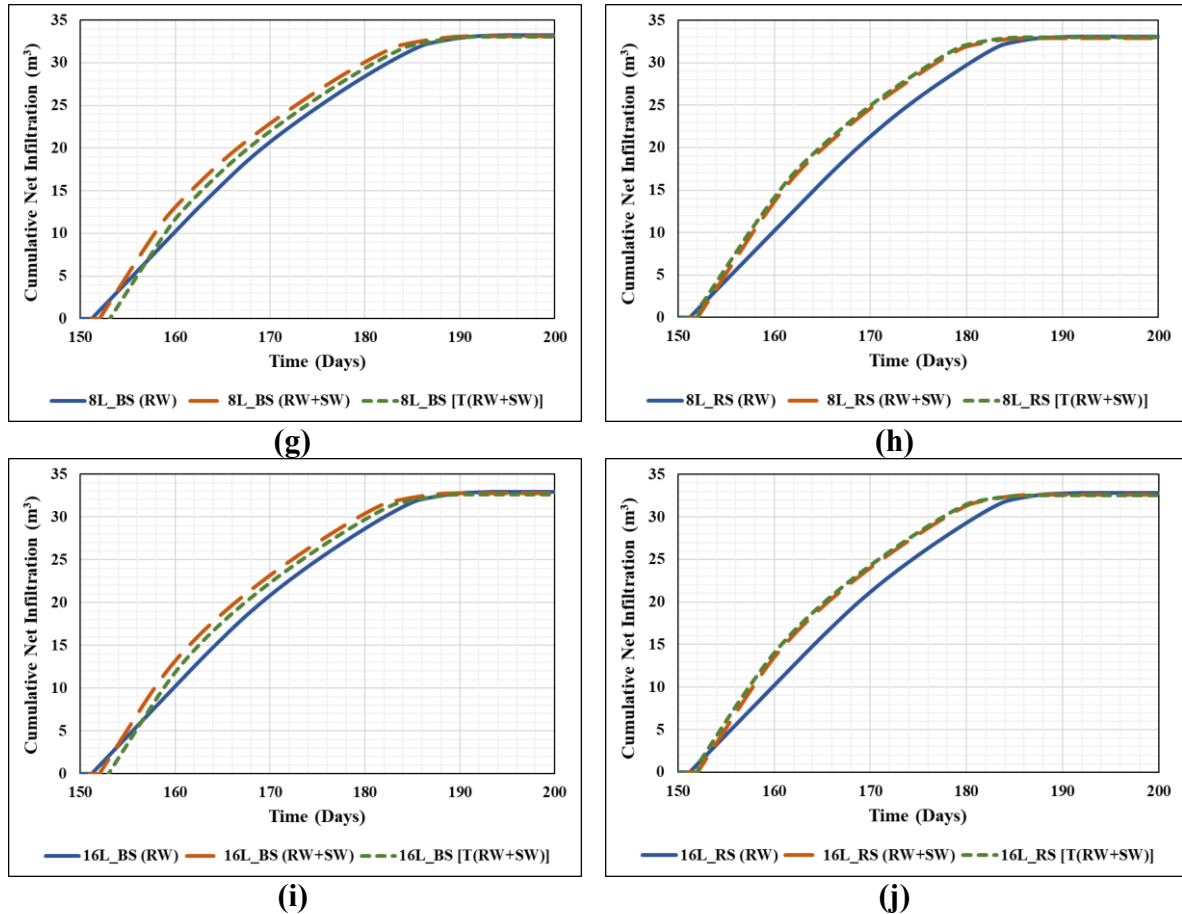 Cumulative Net Infiltration (m³)
35
30
25
20
15
10
5
0
150 160 170 180 190 200
Time (Days)
8L_BS (RW) 8L_BS (RW+SW) 8L_BS [T(RW+SW)]
(g)
Cumulative Net Infiltration (m³)
35
30
25
20
15
10
5
0
150 160 170 180 190 200
Time (Days)
8L_RS (RW) 8L_RS (RW+SW) 8L_RS [T(RW+SW)]
(h)
Cumulative Net Infiltration (m³)
35
30
25
20
15
10
5
0
150 160 170 180 190 200
Time (Days)
16L_BS (RW) 16L_BS (RW+SW) 16L_BS [T(RW+SW)]
(i)
Cumulative Net Infiltration (m³)
35
30
25
20
15
10
5
0
150 160 170 180 190 200
Time (Days)
16L_RS (RW) 16L_RS (RW+SW) 16L_RS [T(RW+SW)]
(j)